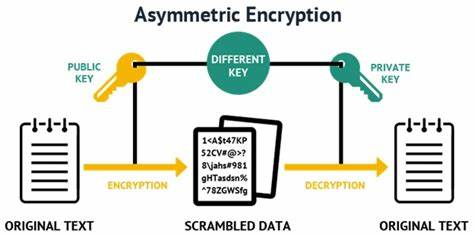 Asymmetric Encryption
PUBLIC
KEY
DIFFERENT
KEY
PRIVATE
KEY
1<A$t47KP
52CV#@>?
8\jahs#981
gHTasdsn%
^78ZGWSfg
ENCRYPTION
DECRYPTION
ORIGINAL TEXT
SCRAMBLED DATA
ORIGINAL TEXT